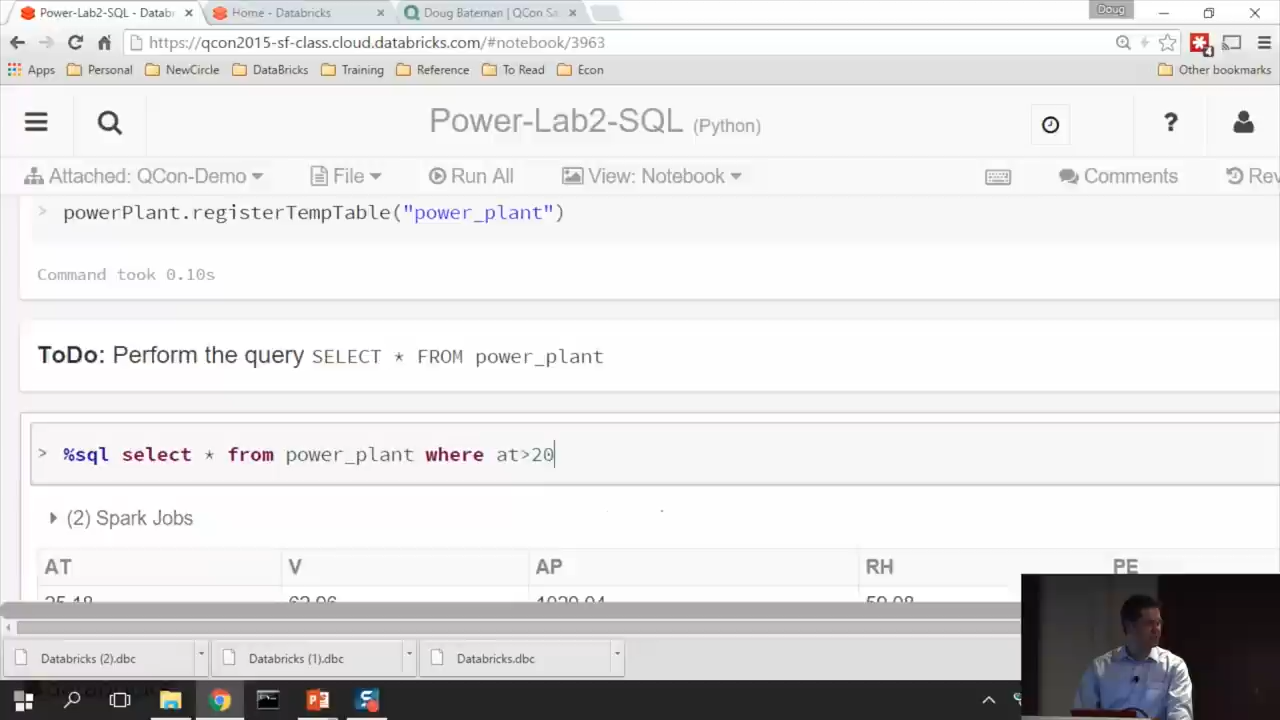 Power-Lab2-SQL - Databr
Home - Databricks
Doug Bateman | QCon Sa
Doug
https://qcon2015-sf-class.cloud.databricks.com/#notebook/3963
Apps
Personal
NewCircle
DataBricks
Training
Reference
To Read
Econ
Other bookmarks
Power-Lab2-SQL (Python)
?
Attached: QCon-Demo
File
Run All
View: Notebook
Comments
Rev
> powerPlant.registerTempTable("power_plant")
Command took 0.10s
ToDo: Perform the query SELECT * FROM power_plant
> %sql select * from power_plant where at>20
(2) Spark Jobs
AT V AP RH PE
Databricks (2).dbc
Databricks (1).dbc
Databricks.dbc